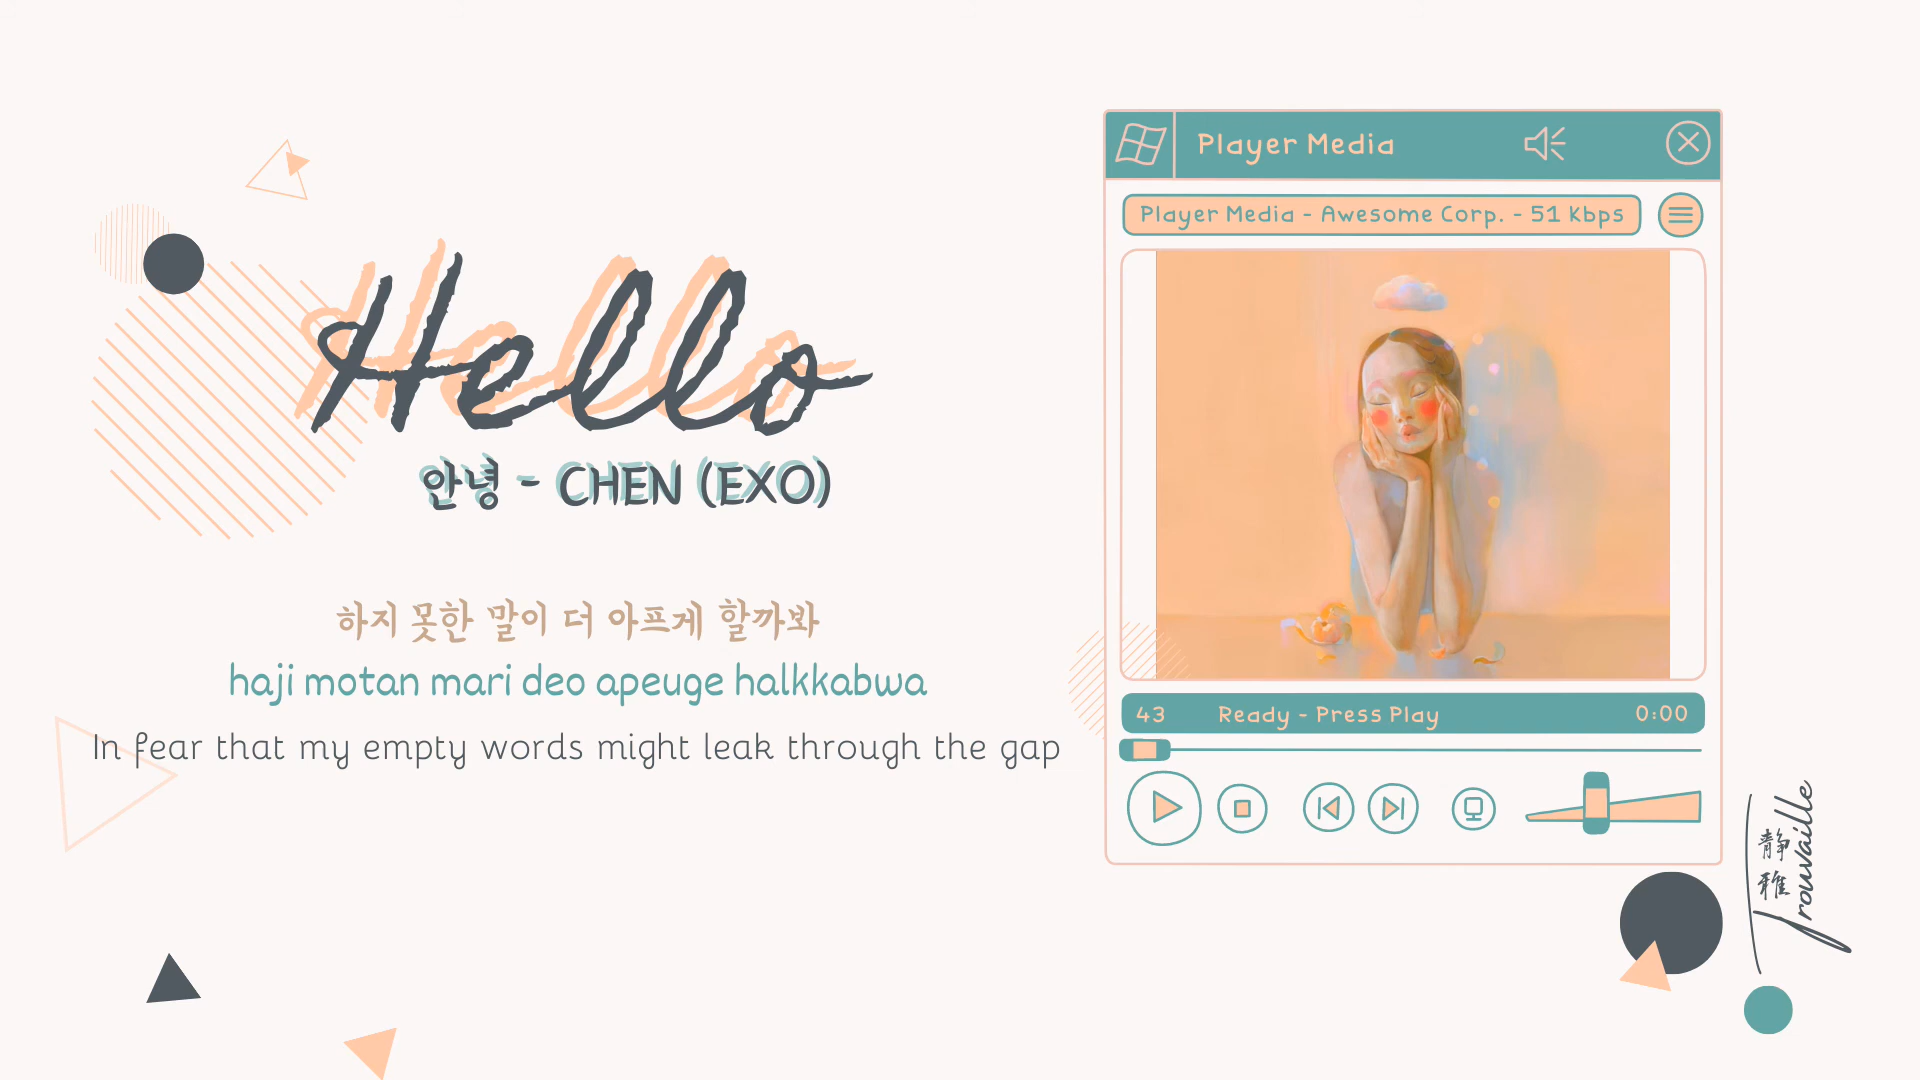 Hello
안녕 - CHEN (EXO)
하지 못한 말이 더 아프게 할까봐
haji motan mari deo apeuge halkkabwa
In fear that my empty words might leak through the gap
Player Media
Player Media - Awesome Corp. - 51 Kbps
43 Ready - Press Play 0:00
静雅
Trouvaille